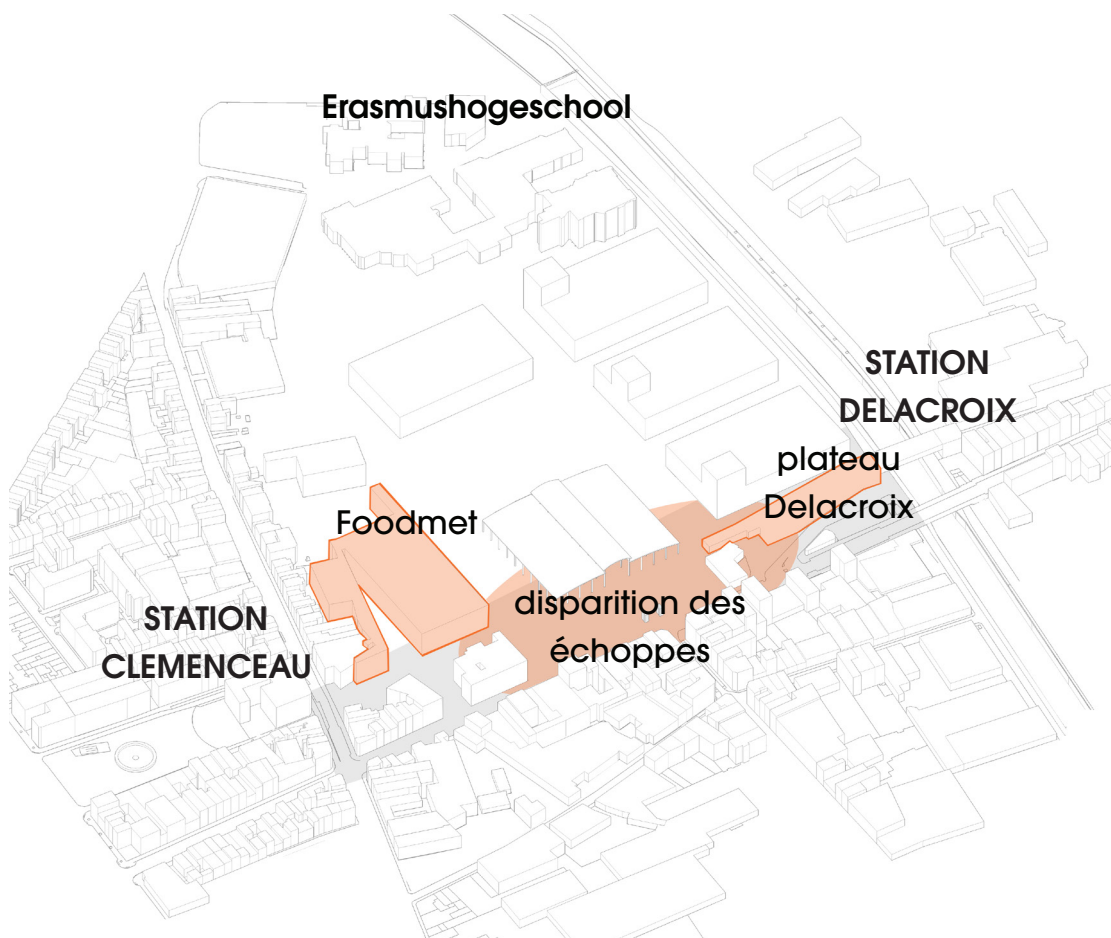 Erasmushogeschool
STATION
DELACROIX
plateau
Delacroix
Foodmet
disparition des
échoppes
STATION
CLEMENCEAU